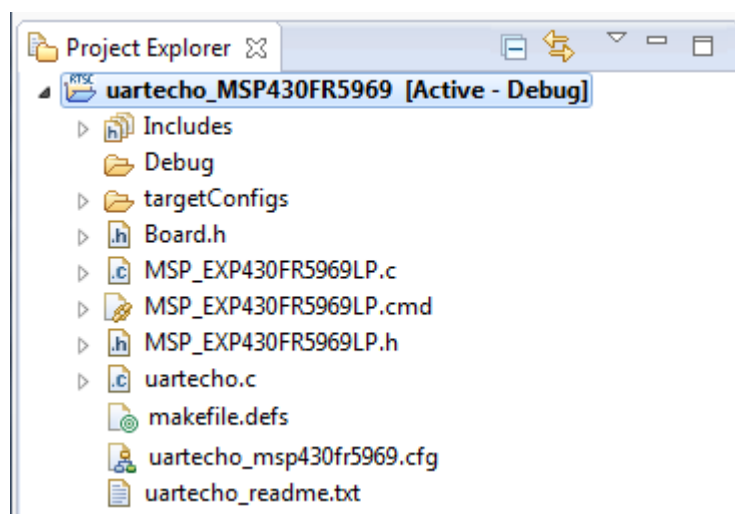 Project Explorer
RTSC
uartecho_MSP430FR5969 [Active - Debug]
Includes
Debug
targetConfigs
.h Board.h
.c MSP_EXP430FR5969LP.c
MSP_EXP430FR5969LP.cmd
.h MSP_EXP430FR5969LP.h
.c uartecho.c
makefile.defs
uartecho_msp430fr5969.cfg
uartecho_readme.txt